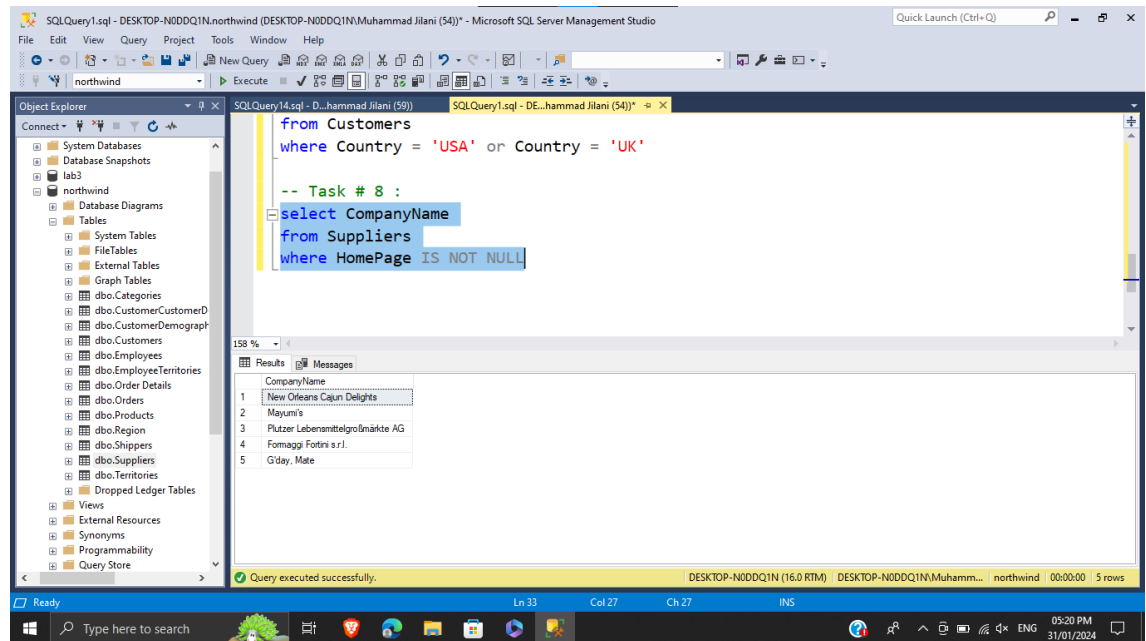 SQLQuery1.sql - DESKTOP-N0DDQ1N.northwind (DESKTOP-N0DDQ1N\Muhammad Jilani (54))* - Microsoft SQL Server Management Studio
Quick Launch (Ctrl+Q)
File Edit View Query Project Tools Window Help
New Query
northwind
Execute
Object Explorer
SQLQuery14.sql - D...hammad Jilani (59))
SQLQuery1.sql - DE...hammad Jilani (54))*
Connect
System Databases
Database Snapshots
lab3
northwind
Database Diagrams
Tables
System Tables
FileTables
External Tables
Graph Tables
dbo.Categories
dbo.CustomerCustomerD
dbo.CustomerDemograph
dbo.Customers
dbo.Employees
dbo.EmployeeTerritories
dbo.Order Details
dbo.Orders
dbo.Products
dbo.Region
dbo.Shippers
dbo.Suppliers
dbo.Territories
Dropped Ledger Tables
Views
External Resources
Synonyms
Programmability
Query Store
from Customers
where Country = 'USA' or Country = 'UK'
-- Task # 8 :
select CompanyName
from Suppliers
where HomePage IS NOT NULL
158 %
Results Messages
CompanyName
1 New Orleans Cajun Delights
2 Mayumi's
3 Plutzer Lebensmittelgroßmärkte AG
4 Formaggi Fortini s.r.l.
5 G'day, Mate
Query executed successfully.
DESKTOP-N0DDQ1N (16.0 RTM) DESKTOP-N0DDQ1N\Muhamm... northwind 00:00:00 5 rows
Ready Ln 33 Col 27 Ch 27 INS
Type here to search
ENG
05:20 PM
31/01/2024